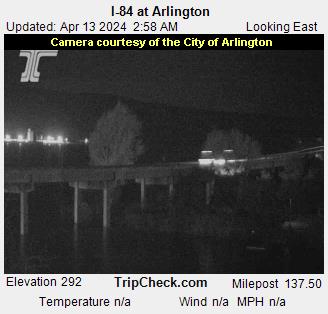 I-84 at Arlington
Updated: Apr 13 2024 2:58 AM Looking East
Camera courtesy of the City of Arlington
Elevation 292 TripCheck.com Milepost 137.50
Temperature n/a Wind n/a MPH n/a